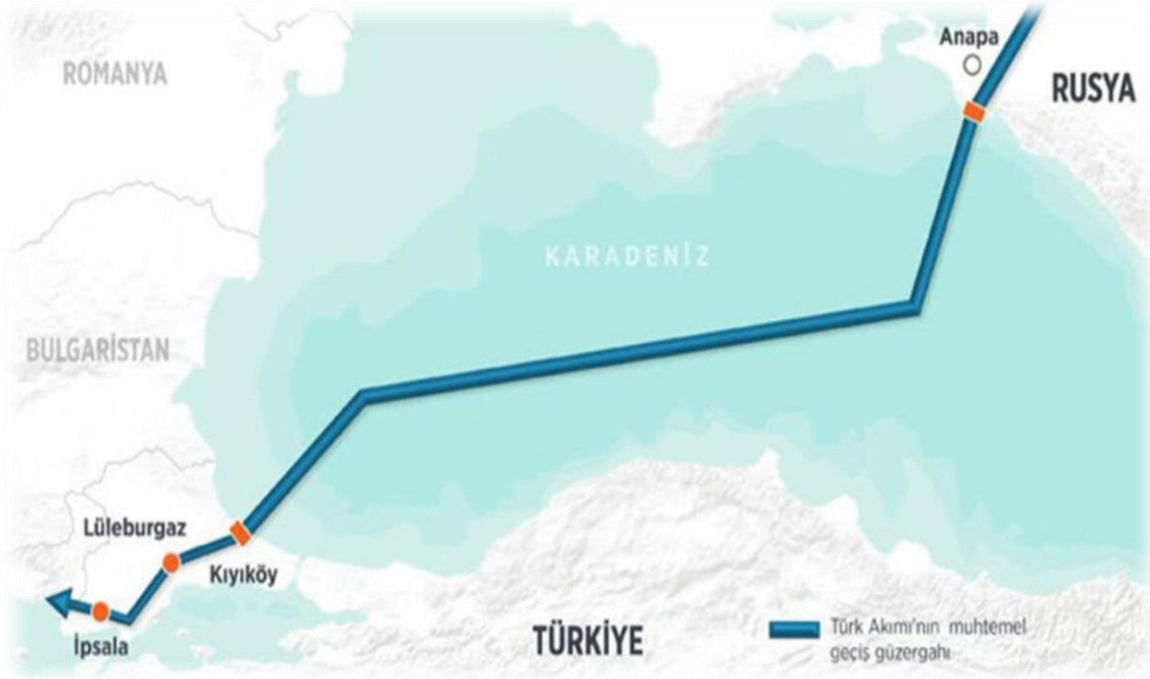 Anapa
ROMANYA
RUSYA
KARADENİZ
BULGARİSTAN
Lüleburgaz
Kıyıköy
İpsala
TÜRKİYE
Türk Akımı'nın muhtemel
geçiş güzergahı